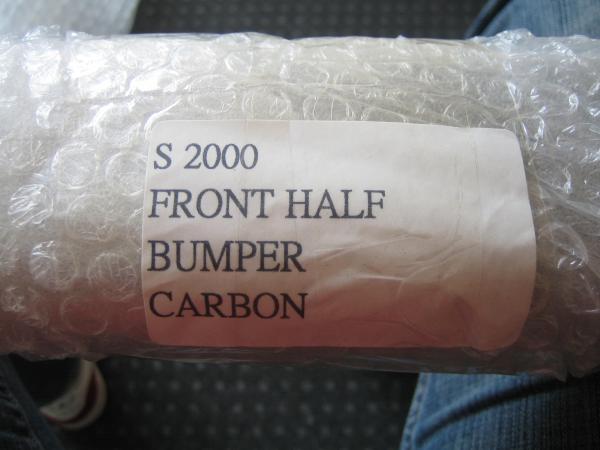 S 2000
FRONT HALF
BUMPER
CARBON